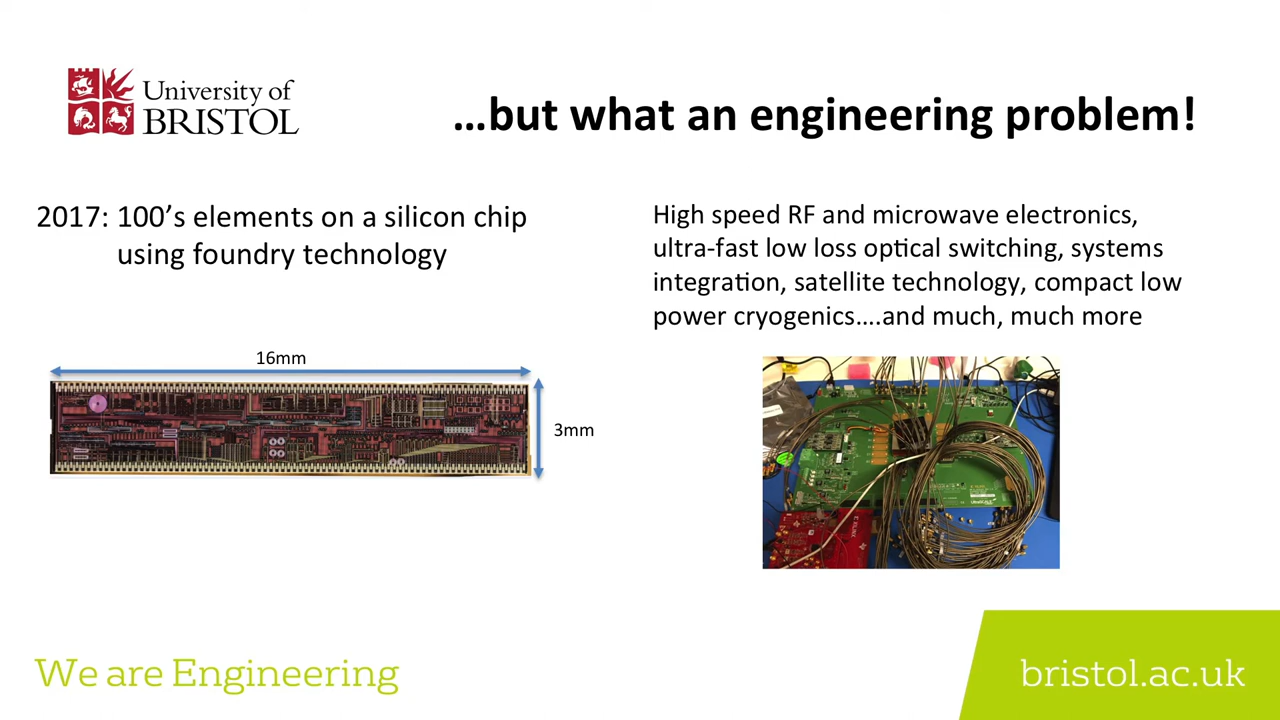 University of
BRISTOL
...but what an engineering problem!
2017: 100's elements on a silicon chip
using foundry technology
16mm
3mm
High speed RF and microwave electronics,
ultra-fast low loss optical switching, systems
integration, satellite technology, compact low
power cryogenics....and much, much more
XILINX
We are Engineering
bristol.ac.uk